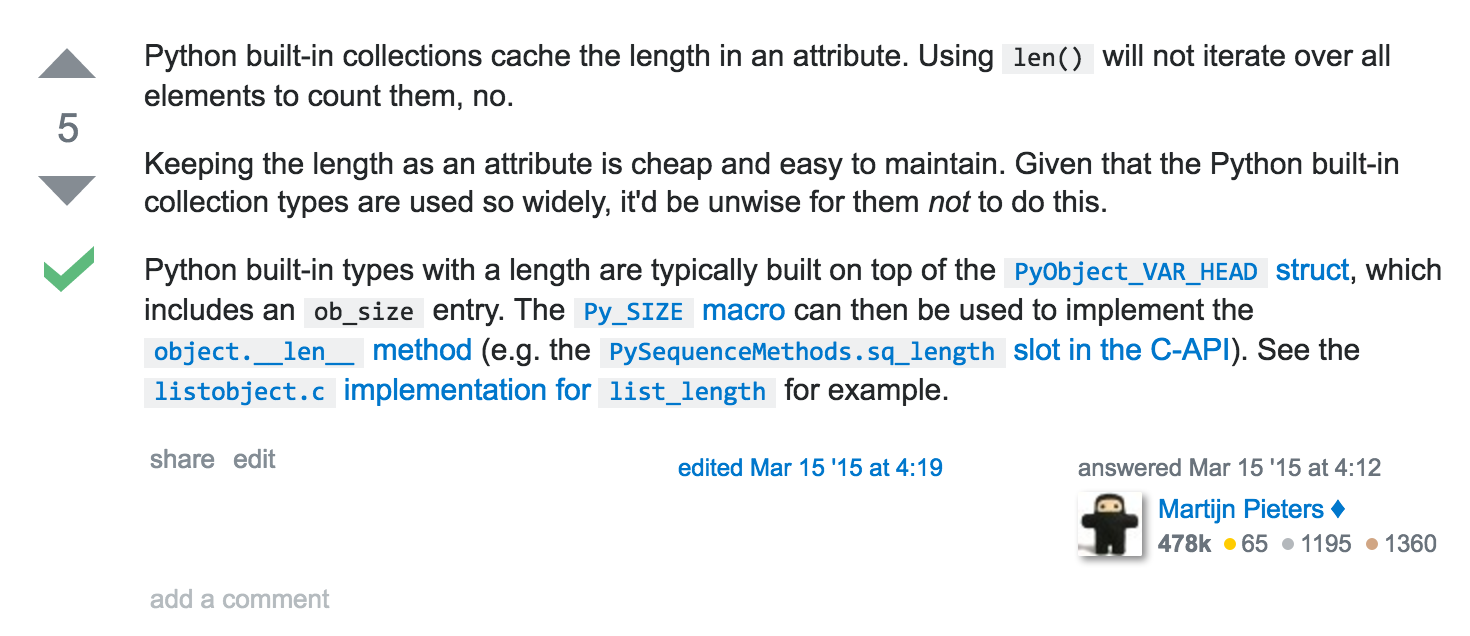 Python built-in collections cache the length in an attribute. Using len() will not iterate over all
elements to count them, no.
5
Keeping the length as an attribute is cheap and easy to maintain. Given that the Python built-in
collection types are used so widely, it'd be unwise for them not to do this.
Python built-in types with a length are typically built on top of the PyObject_VAR_HEAD struct, which
includes an ob_size entry. The Py_SIZE macro can then be used to implement the
object.__len__ method (e.g. the PySequenceMethods.sq_length slot in the C-API). See the
listobject.c implementation for list_length for example.
share edit
edited Mar 15 '15 at 4:19
answered Mar 15 '15 at 4:12
Martijn Pieters ♦
478k ● 65 ● 1195 ● 1360
add a comment